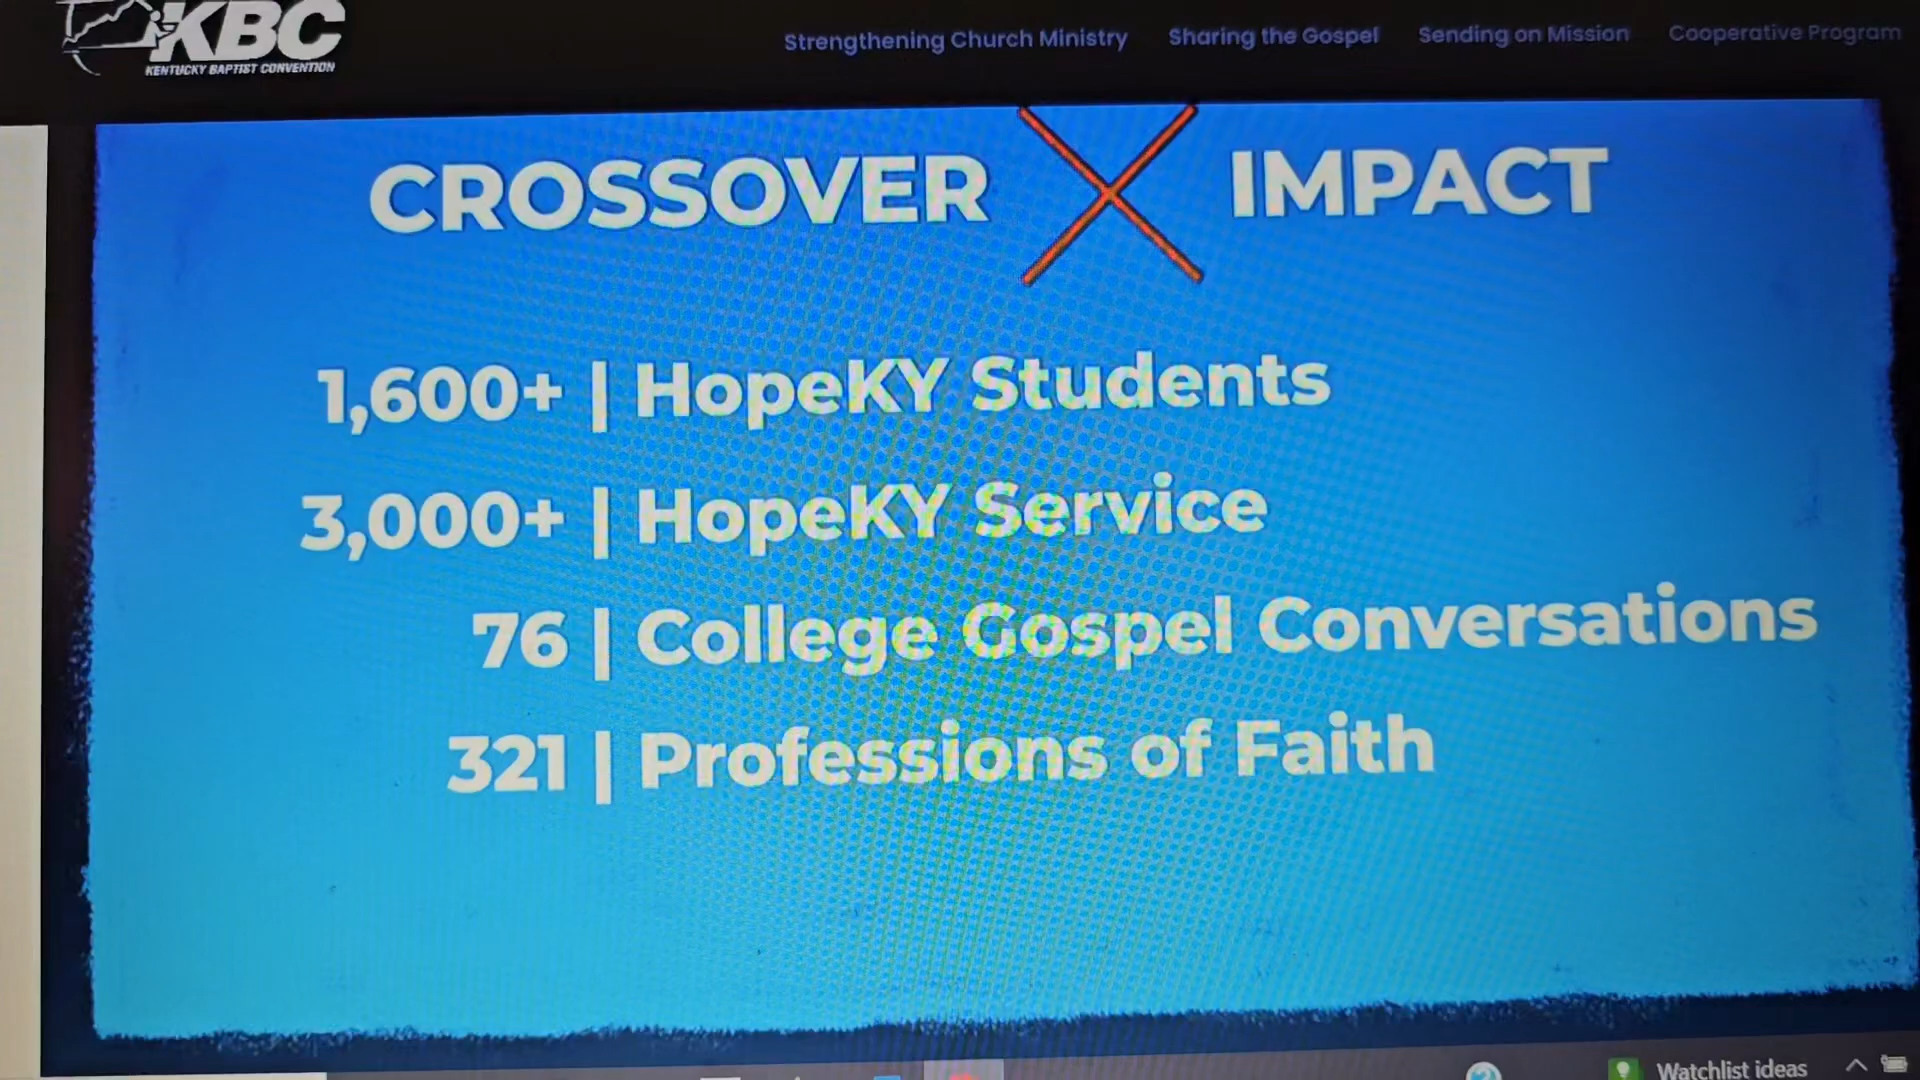 KBC
KENTUCKY BAPTIST CONVENTION
Strengthening Church Ministry Sharing the Gospel Sending on Mission Cooperative Program
CROSSOVER X IMPACT
1,600+ | HopeKY Students
3,000+ | HopeKY Service
76 | College Gospel Conversations
321 | Professions of Faith
Watchlist ideas